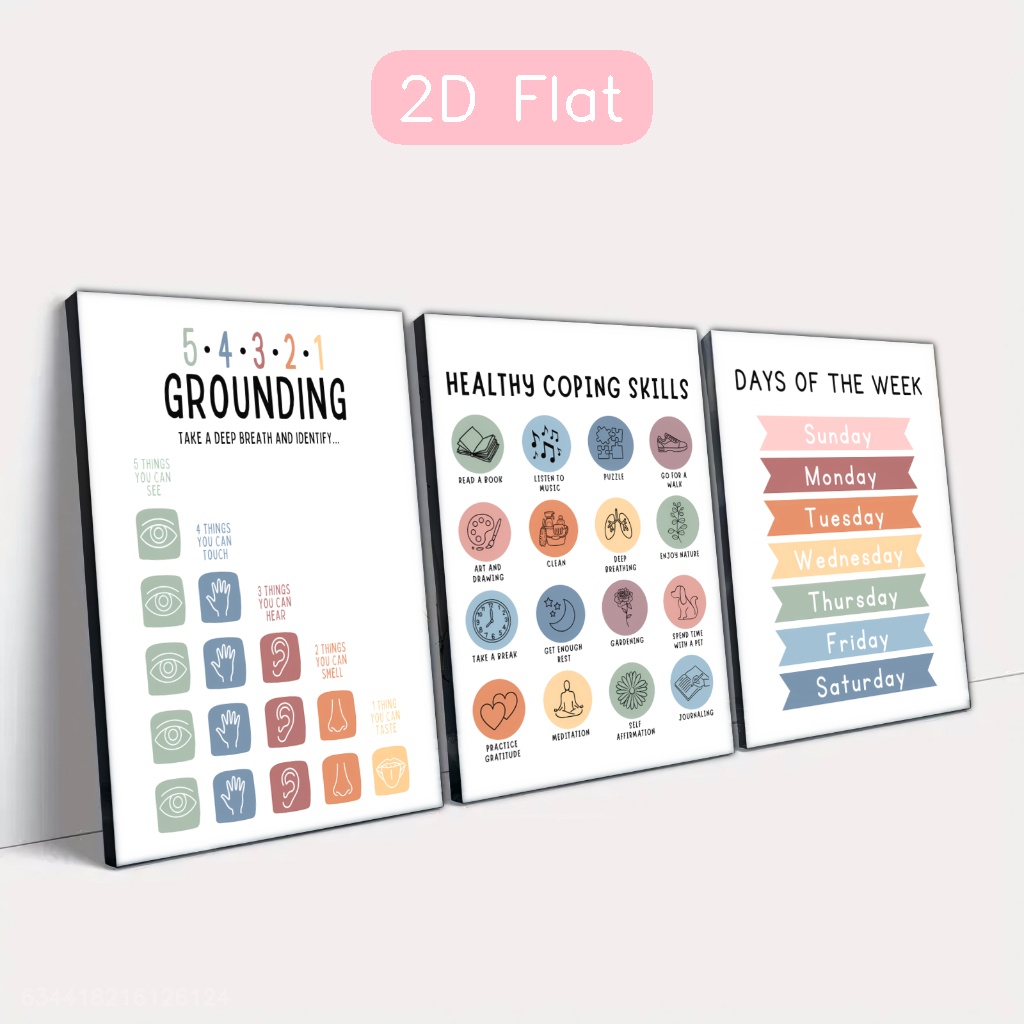 2D Flat
5·4·3·2·1
GROUNDING
TAKE A DEEP BREATH AND IDENTIFY...
5 THINGS
YOU CAN
SEE
4 THINGS
YOU CAN
TOUCH
3 THINGS
YOU CAN
HEAR
2 THINGS
YOU CAN
SMELL
1 THING
YOU CAN
TASTE
HEALTHY COPING SKILLS
READ A BOOK
LISTEN TO
MUSIC
PUZZLE
GO FOR A
WALK
ART AND
DRAWING
CLEAN
DEEP
BREATHING
ENJOY NATURE
TAKE A BREAK
GET ENOUGH
REST
GARDENING
SPEND TIME
WITH A PET
PRACTICE
GRATITUDE
MEDITATION
SELF
AFFIRMATION
JOURNALING
DAYS OF THE WEEK
Sunday
Monday
Tuesday
Wednesday
Thursday
Friday
Saturday